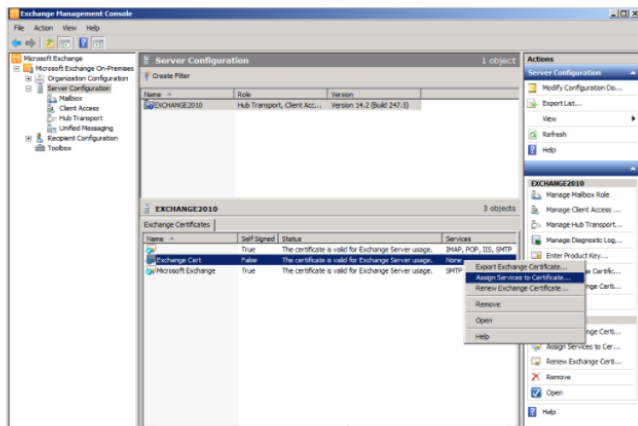 Exchange Management Console
File Action View Help
Microsoft Exchange
Microsoft Exchange On-Premises
Organization Configuration
Server Configuration
Mailbox
Client Access
Hub Transport
Unified Messaging
Recipient Configuration
Toolbox
Server Configuration 1 object
Create Filter
Name Role Version
EXCHANGE2010 Hub Transport, Client Acc... Version 14.2 (Build 247.5)
EXCHANGE2010 3 objects
Exchange Certificates
Name Self Signed Status Services
True The certificate is valid for Exchange Server usage. IMAP, POP, IIS, SMTP
Exchange Cert False The certificate is valid for Exchange Server usage. None
Microsoft Exchange True The certificate is valid for Exchange Server usage. SMTP
Export Exchange Certificate...
Assign Services to Certificate...
Renew Exchange Certificate...
Remove
Open
Help
Actions
Server Configuration
Modify Configuration Do...
Export List...
View
Refresh
Help
EXCHANGE2010
Manage Mailbox Role
Manage Client Access ...
Manage Hub Transport...
Manage Diagnostic Log...
Enter Product Key...
ge Certific...
nge Certi...
nge Certi...
Assign Services to Cer...
Renew Exchange Certi...
Remove
Open
Help